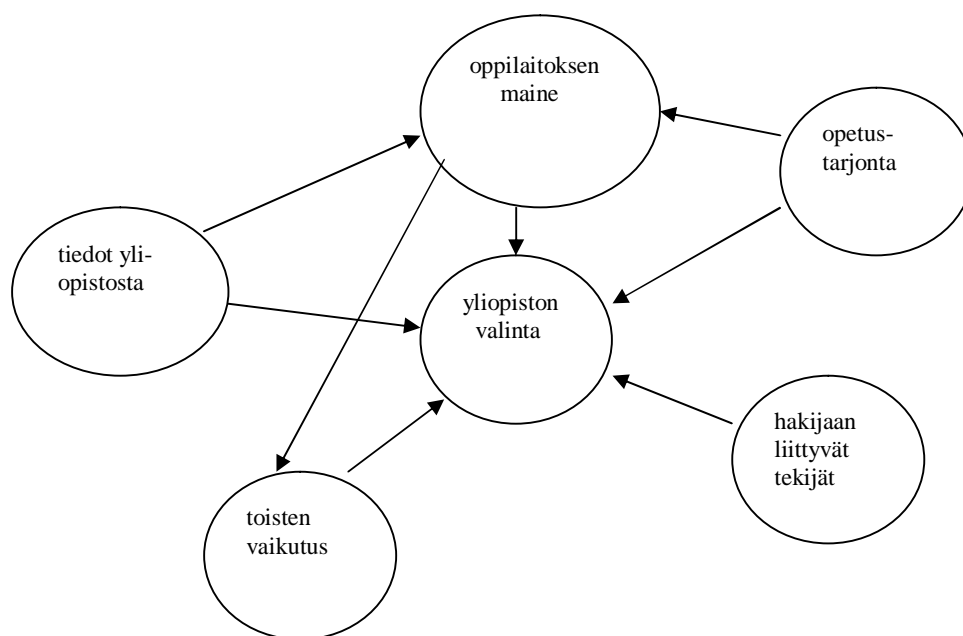 oppilaitoksen
maine
opetus-
tarjonta
tiedot yli-
opistosta
yliopiston
valinta
hakijaan
liittyvät
tekijät
toisten
vaikutus